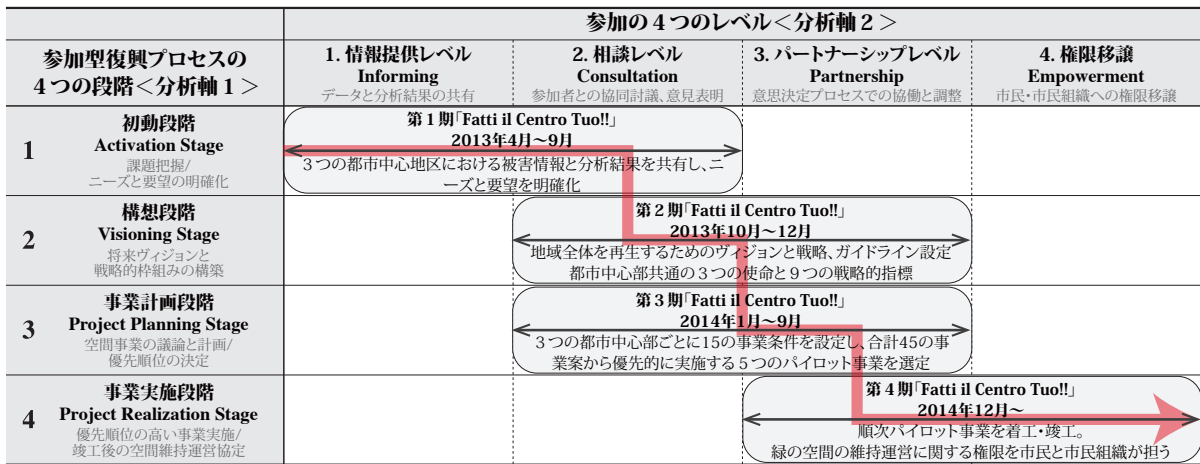 参加の４つのレベル＜分析軸２＞
参加型復興プロセスの
４つの段階＜分析軸１＞
1. 情報提供レベル
Informing
データと分析結果の共有
2. 相談レベル
Consultation
参加者との協同討議、意見表明
3. パートナーシップレベル
Partnership
意思決定プロセスでの協働と調整
4. 権限移譲
Empowerment
市民・市民組織への権限移譲
1
初動段階
Activation Stage
課題把握/
ニーズと要望の明確化
第１期「Fatti il Centro Tuo!!」
2013年4月～9月
３つの都市中心地区における被害情報と分析結果を共有し、ニ
ーズと要望を明確化
2
構想段階
Visioning Stage
将来ヴィジョンと
戦略的枠組みの構築
第２期「Fatti il Centro Tuo!!」
2013年10月～12月
地域全体を再生するためのヴィジョンと戦略、ガイドライン設定
都市中心部共通の３つの使命と９つの戦略的指標
3
事業計画段階
Project Planning Stage
空間事業の議論と計画/
優先順位の決定
第３期「Fatti il Centro Tuo!!」
2014年1月～9月
３つの都市中心部ごとに15の事業条件を設定し、合計45の事
業案から優先的に実施する５つのパイロット事業を選定
4
事業実施段階
Project Realization Stage
優先順位の高い事業実施/
竣工後の空間維持運営協定
第４期「Fatti il Centro Tuo!!」
2014年12月～
順次パイロット事業を着工・竣工。
緑の空間の維持運営に関する権限を市民と市民組織が担う